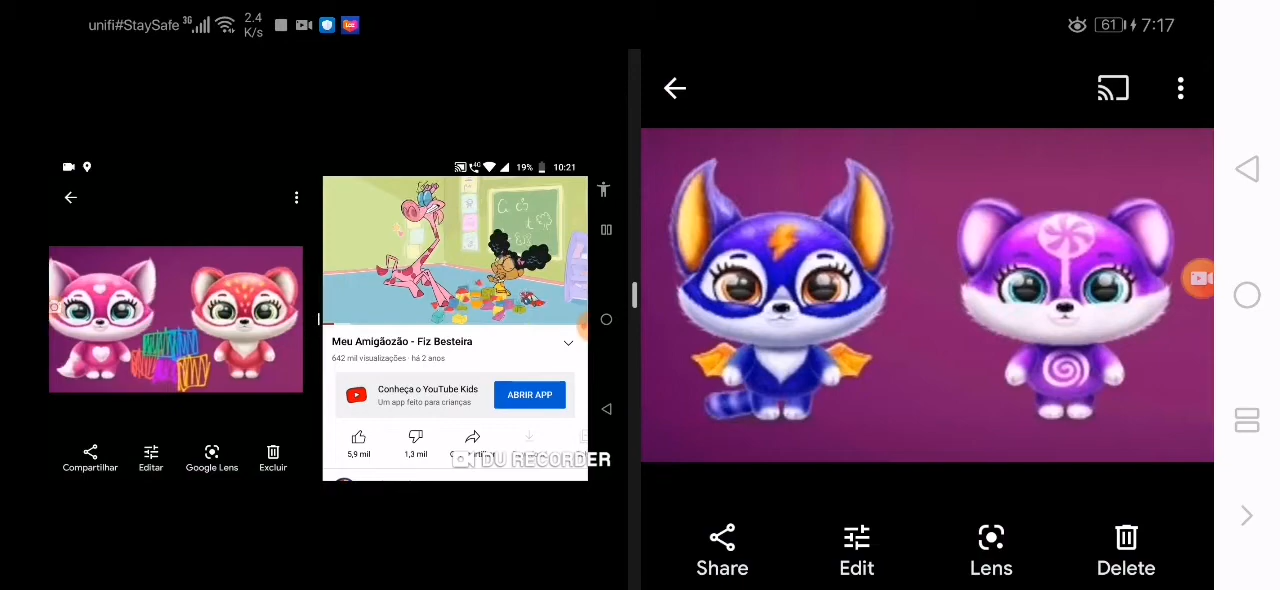 unifi#StaySafe 3G 2.4 K/s
61 7:17
4G 19% 10:21
Meu Amigãozão - Fiz Besteira
642 mil visualizações · há 2 anos
Conheça o YouTube Kids
Um app feito para crianças
ABRIR APP
5,9 mil
1,3 mil
DU RECORDER
Compartilhar
Editar
Google Lens
Excluir
Share
Edit
Lens
Delete